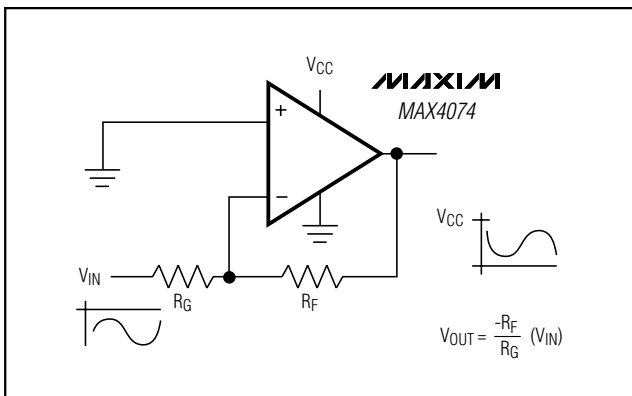 VCC
MAXIM
MAX4074
+
−
VCC
VIN
RG
RF
VOUT = -RF/RG (VIN)